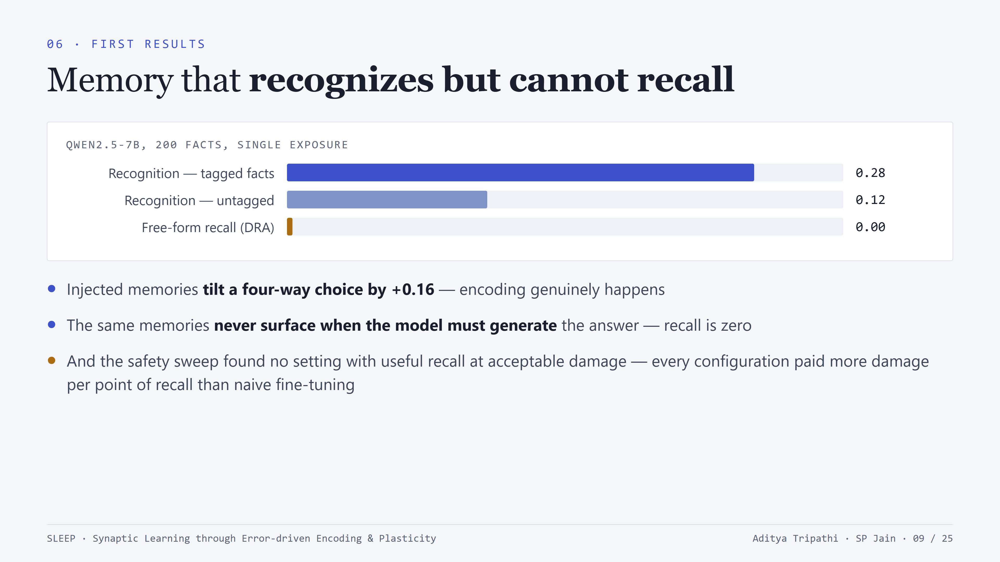 06 · FIRST RESULTS
Memory that recognizes but cannot recall
QWEN2.5-7B, 200 FACTS, SINGLE EXPOSURE
Recognition — tagged facts 0.28
Recognition — untagged 0.12
Free-form recall (DRA) 0.00
Injected memories tilt a four-way choice by +0.16 — encoding genuinely happens
The same memories never surface when the model must generate the answer — recall is zero
And the safety sweep found no setting with useful recall at acceptable damage — every configuration paid more damage
per point of recall than naive fine-tuning
SLEEP · Synaptic Learning through Error-driven Encoding & Plasticity
Aditya Tripathi · SP Jain · 09 / 25